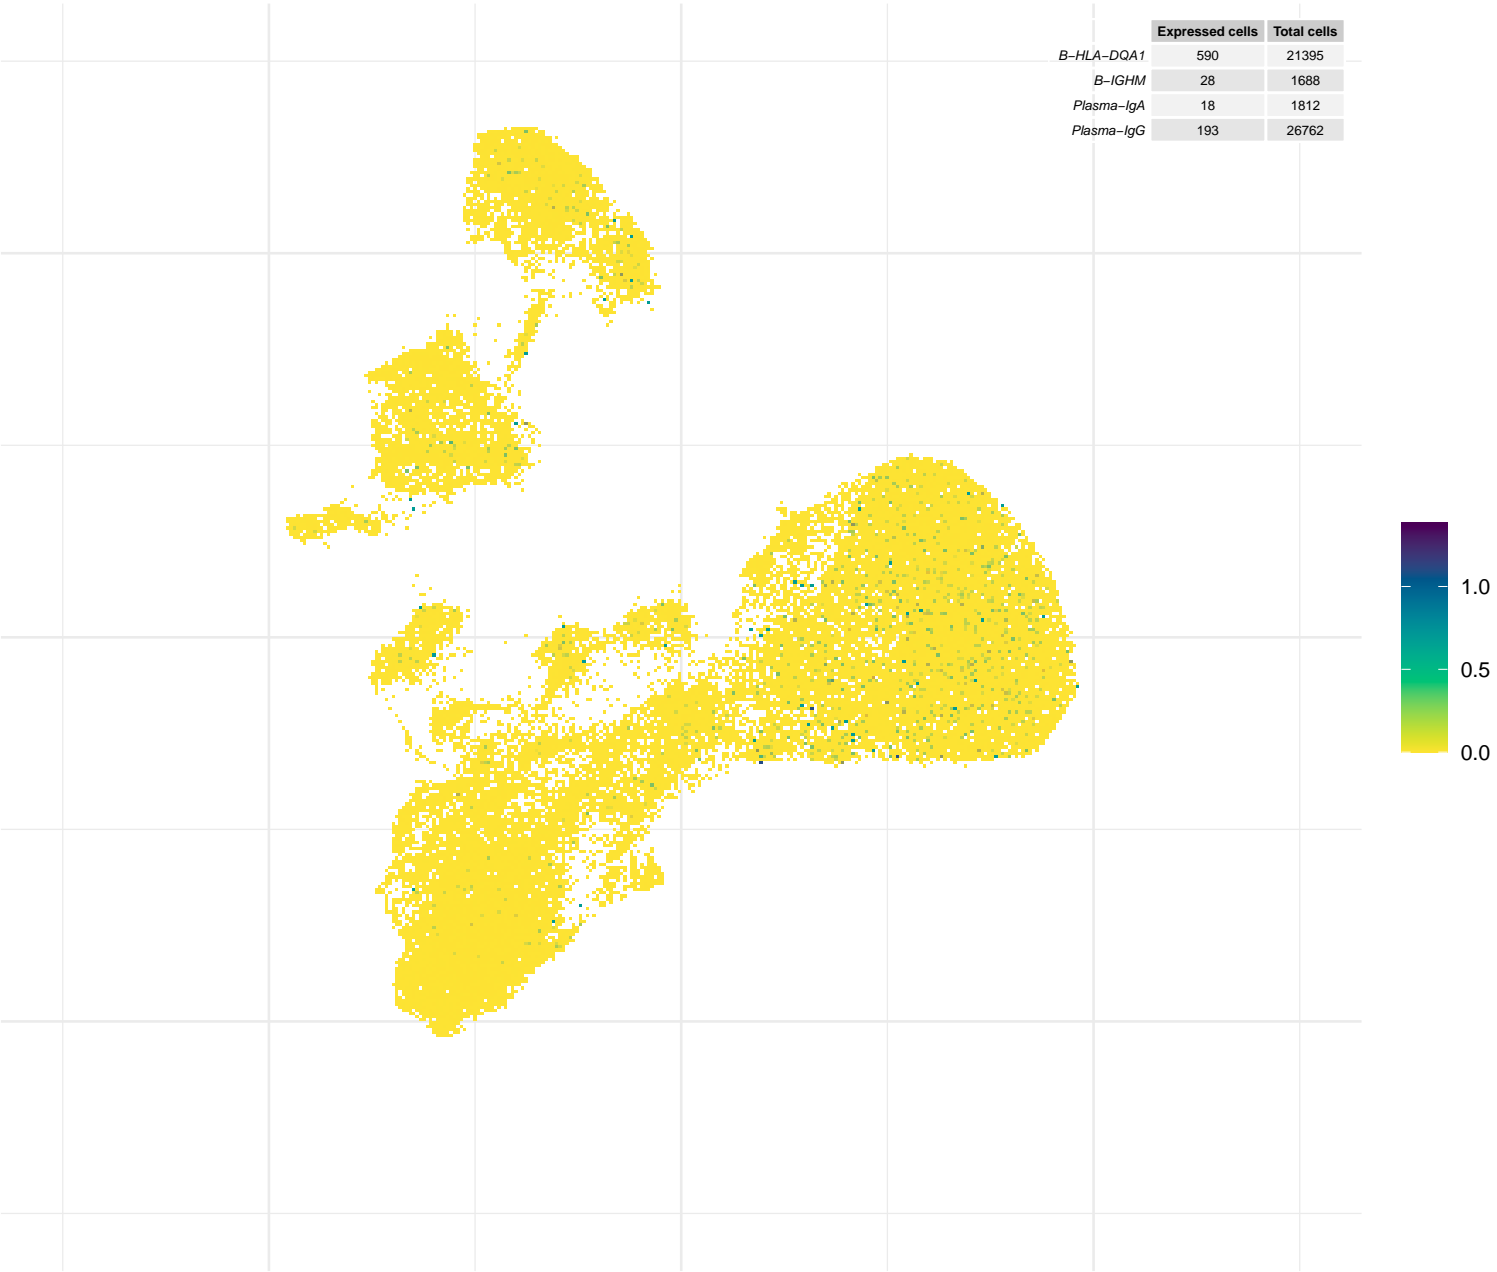 Expressed cells Total cells
B−HLA−DQA1 590 21395
B−IGHM 28 1688
Plasma−IgA 18 1812
Plasma−IgG 193 26762
1.0
0.5
0.0